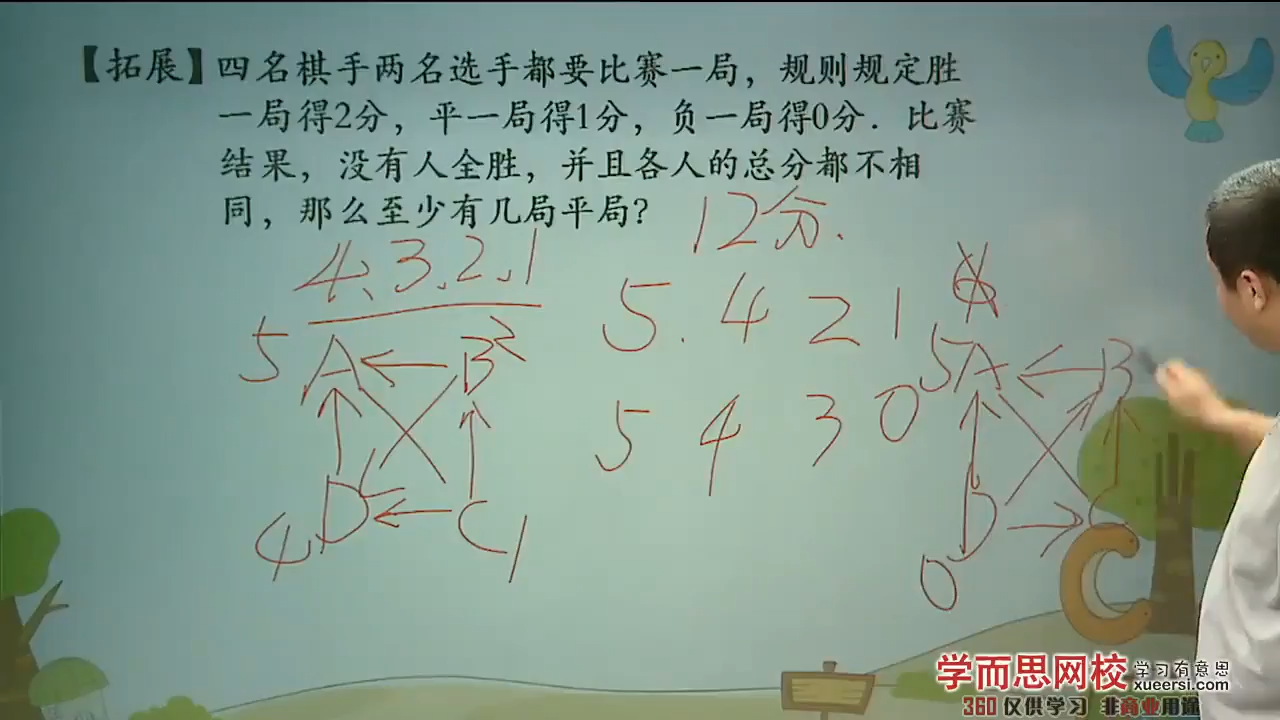 【拓展】四名棋手两名选手都要比赛一局，规则规定胜
一局得2分，平一局得1分，负一局得0分．比赛
结果，没有人全胜，并且各人的总分都不相
同，那么至少有几局平局？
12分.
4、3、2、1
5. 4 2 1
5 A B 2
D C 1
4
5 4 3 0
5 A B
D C
0
学而思网校 学习有意思
xueersi.com
360 仅供学习 非商业用途